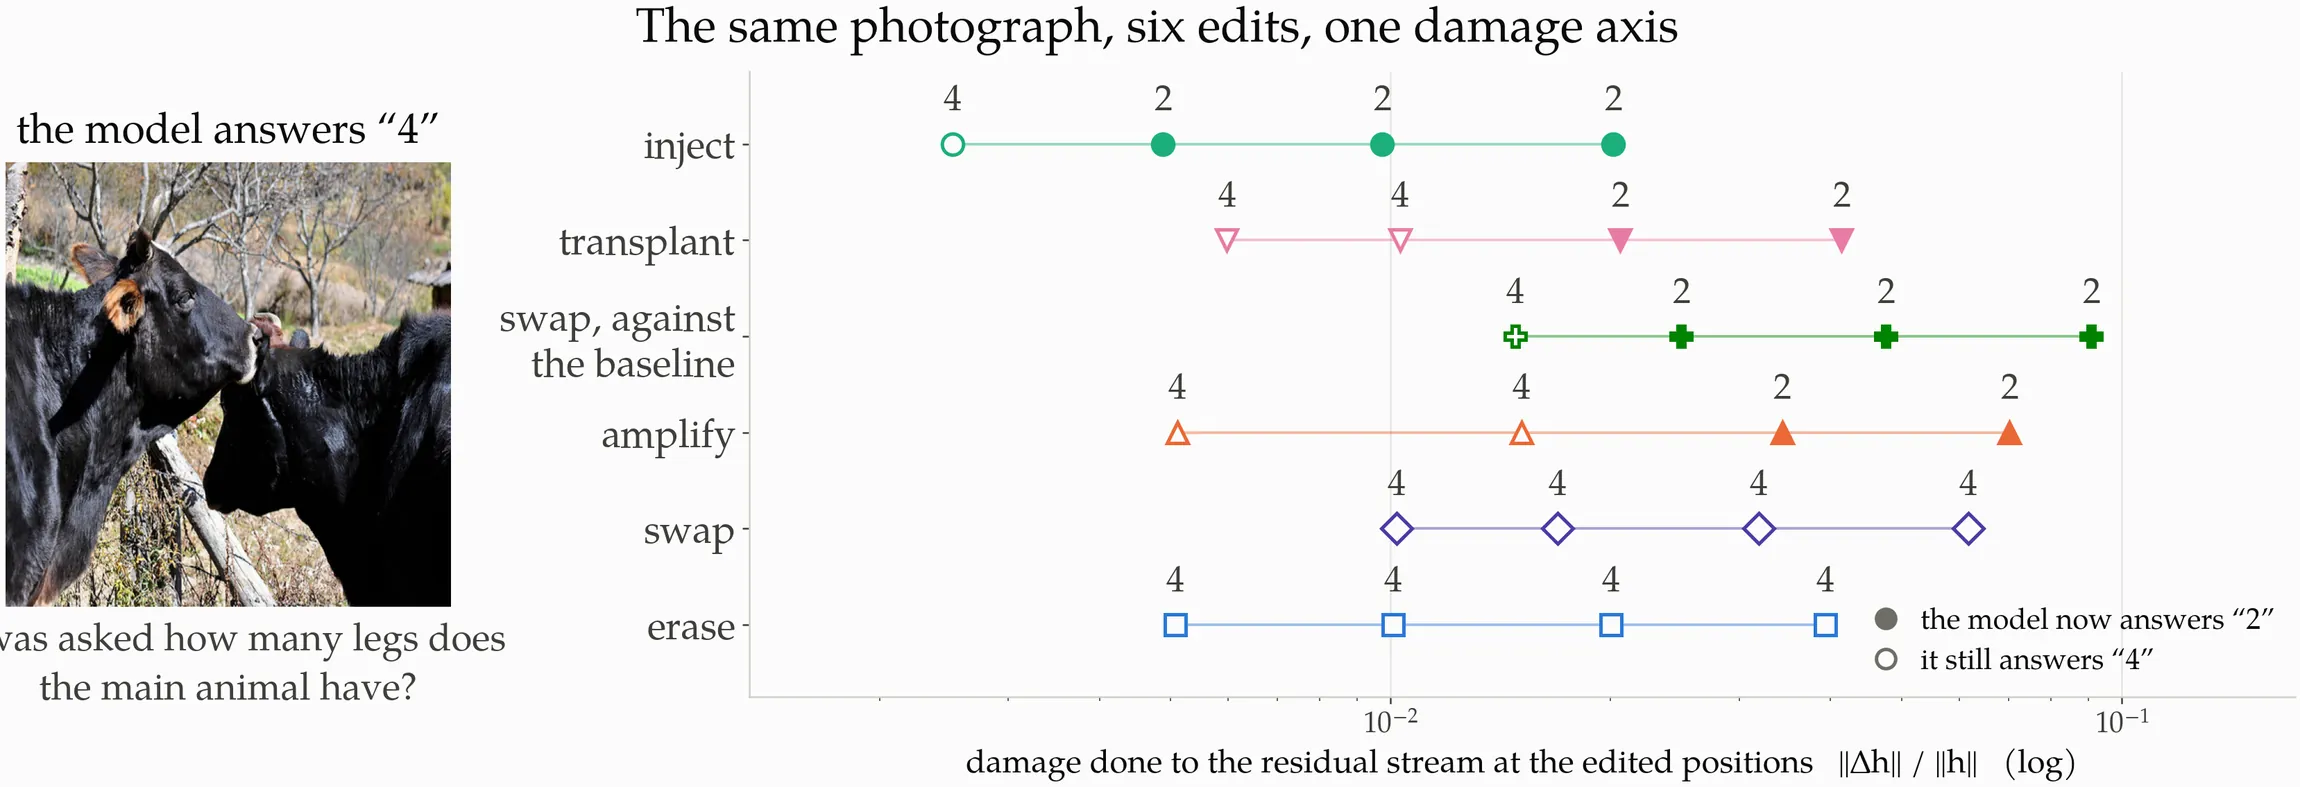 The same photograph, six edits, one damage axis
the model answers “4”
was asked how many legs does
the main animal have?
inject
4 2 2 2
transplant
4 4 2 2
swap, against
the baseline
4 2 2 2
amplify
4 4 2 2
swap
4 4 4 4
erase
4 4 4 4
the model now answers “2”
it still answers “4”
10⁻² 10⁻¹
damage done to the residual stream at the edited positions ‖Δh‖ / ‖h‖ (log)